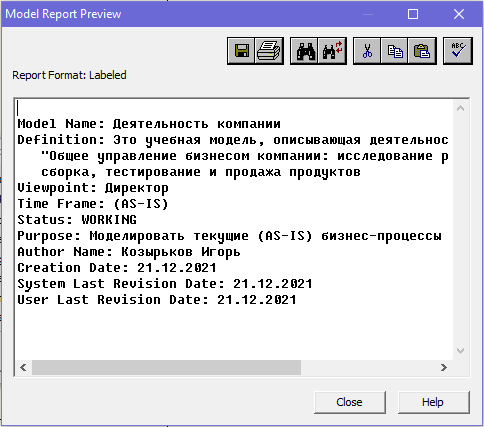 Model Report Preview
ABC
Report Format: Labeled
Model Name: Деятельность компании
Definition: Это учебная модель, описывающая деятельнос
"Общее управление бизнесом компании: исследование р
сборка, тестирование и продажа продуктов
Viewpoint: Директор
Time Frame: (AS-IS)
Status: WORKING
Purpose: Моделировать текущие (AS-IS) бизнес-процессы
Author Name: Козырьков Игорь
Creation Date: 21.12.2021
System Last Revision Date: 21.12.2021
User Last Revision Date: 21.12.2021
Close
Help